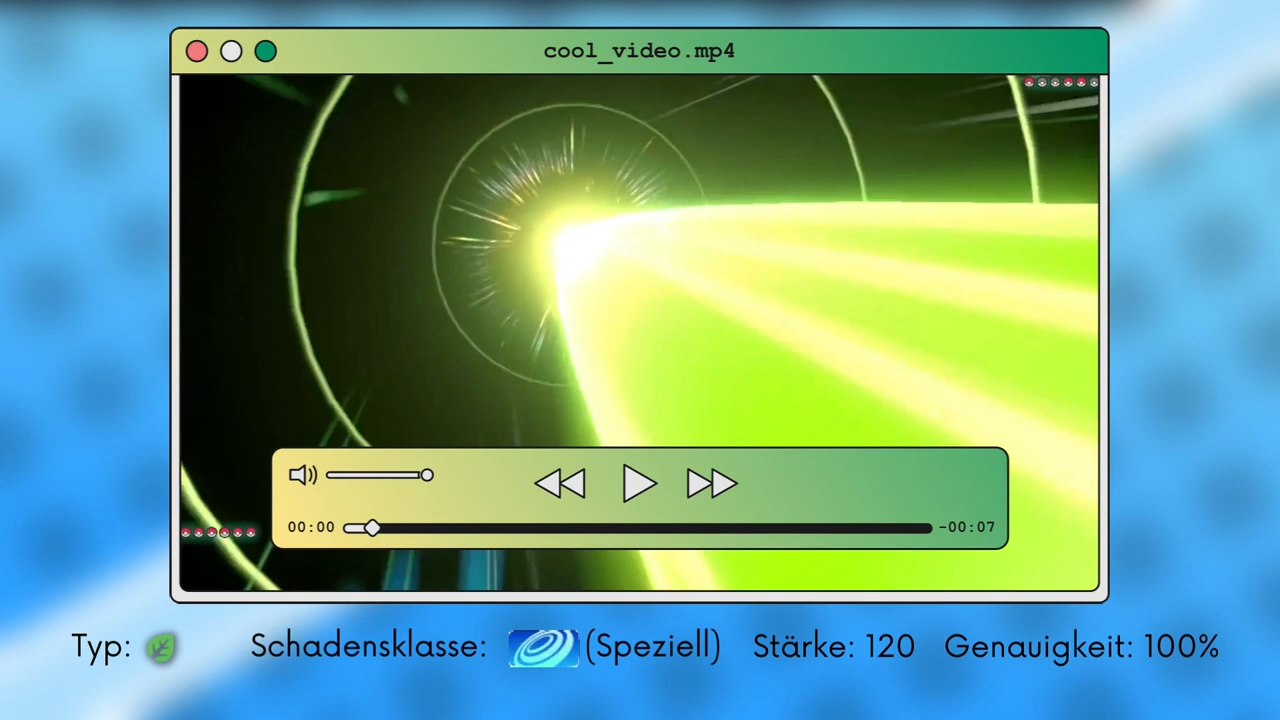 cool_video.mp4
00:00
-00:07
Typ:
Schadensklasse: (Speziell)
Stärke: 120
Genauigkeit: 100%